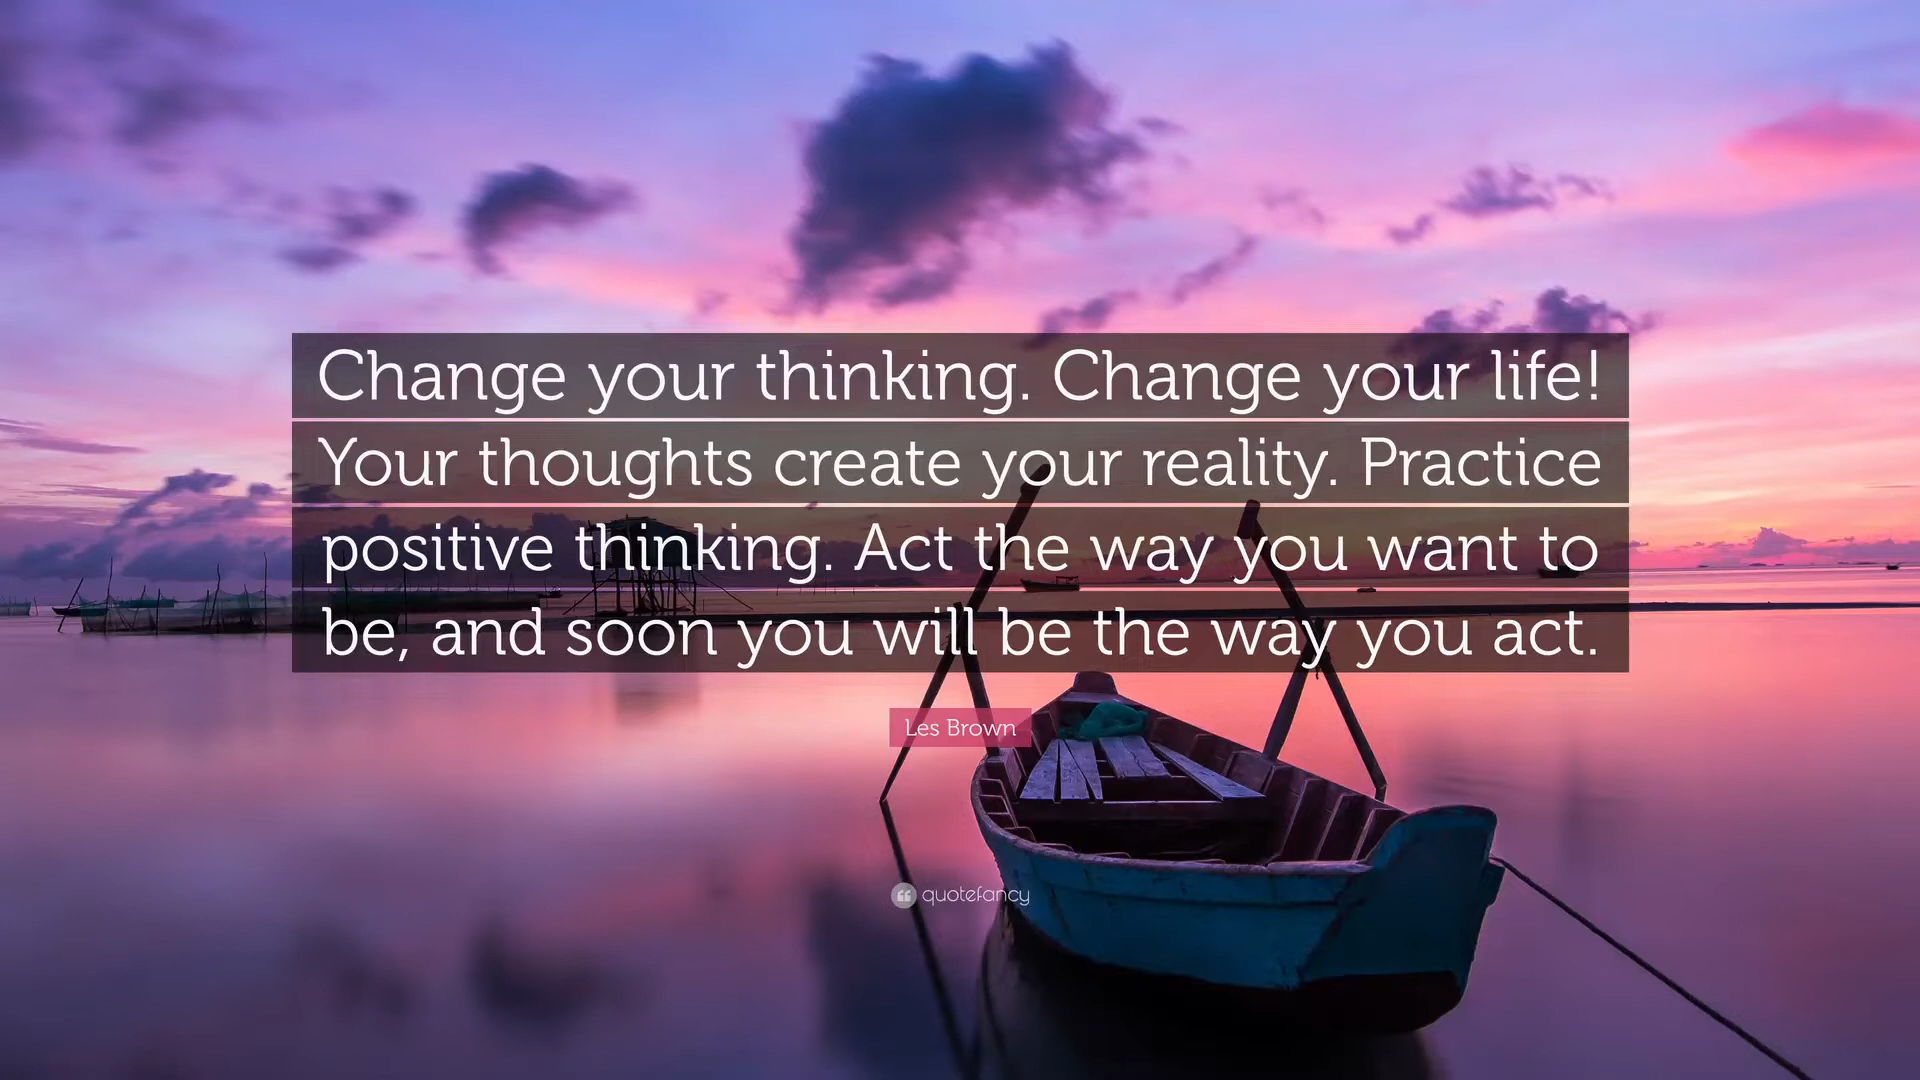 Change your thinking. Change your life!
Your thoughts create your reality. Practice
positive thinking. Act the way you want to
be, and soon you will be the way you act.
Les Brown
quotefancy